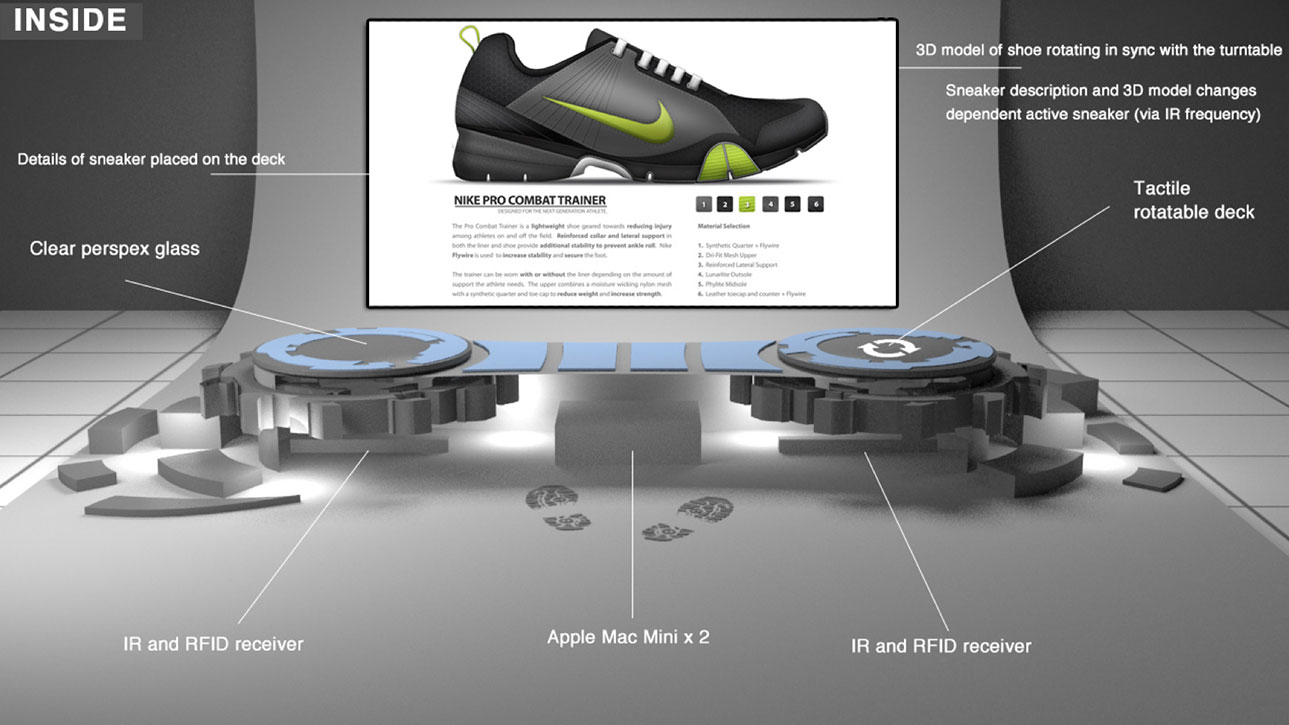 INSIDE
3D model of shoe rotating in sync with the turntable
Sneaker description and 3D model changes
dependent active sneaker (via IR frequency)
Details of sneaker placed on the deck
Tactile
rotatable deck
Clear perspex glass
NIKE PRO COMBAT TRAINER
DESIGNED FOR THE NEXT GENERATION ATHLETE.
1 2 3 4 5 6
The Pro Combat Trainer is a lightweight shoe geared towards reducing injury
among athletes on and off the field. Reinforced collar and lateral support in
both the liner and shoe provide additional stability to prevent ankle roll. Nike
Flywire is used to increase stability and secure the foot.
The trainer can be worn with or without the liner depending on the amount of
support the athlete needs. The upper combines a moisture wicking nylon mesh
with a synthetic quarter and toe cap to reduce weight and increase strength.
Material Selection
1. Synthetic Quarter + Flywire
2. Dri-Fit Mesh Upper
3. Reinforced Lateral Support
4. Lunarlite Outsole
5. Phylite Midsole
6. Leather toecap and counter + Flywire
IR and RFID receiver
Apple Mac Mini x 2
IR and RFID receiver